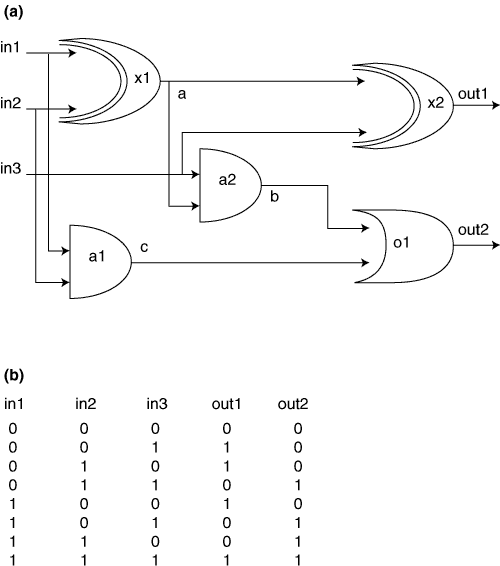 (a)
in1
x1
out1
a
x2
in2
in3
a2
b
out2
c
o1
a1
(b)
in1 in2 in3 out1 out2
0 0 0 0 0
0 0 1 1 0
0 1 0 1 0
0 1 1 0 1
1 0 0 1 0
1 0 1 0 1
1 1 0 0 1
1 1 1 1 1